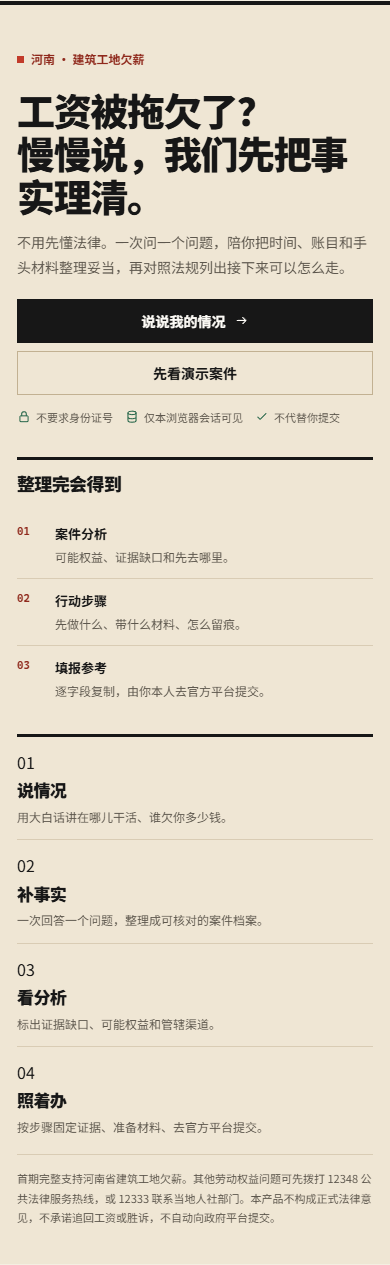 河南 · 建筑工地欠薪
工资被拖欠了？
慢慢说，我们先把事
实理清。
不用先懂法律。一次问一个问题，陪你把时间、账目和手
头材料整理妥当，再对照法规列出接下来可以怎么走。
说说我的情况 →
先看演示案件
不要求身份证号 仅本浏览器会话可见 不代替你提交
整理完会得到
01 案件分析
可能权益、证据缺口和先去哪里。
02 行动步骤
先做什么、带什么材料、怎么留痕。
03 填报参考
逐字段复制，由你本人去官方平台提交。
01
说情况
用大白话讲在哪儿干活、谁欠你多少钱。
02
补事实
一次回答一个问题，整理成可核对的案件档案。
03
看分析
标出证据缺口、可能权益和管辖渠道。
04
照着办
按步骤固定证据、准备材料、去官方平台提交。
首期完整支持河南省建筑工地欠薪。其他劳动权益问题可先拨打 12348 公
共法律服务热线，或 12333 联系当地人社部门。本产品不构成正式法律意
见，不承诺追回工资或胜诉，不自动向政府平台提交。